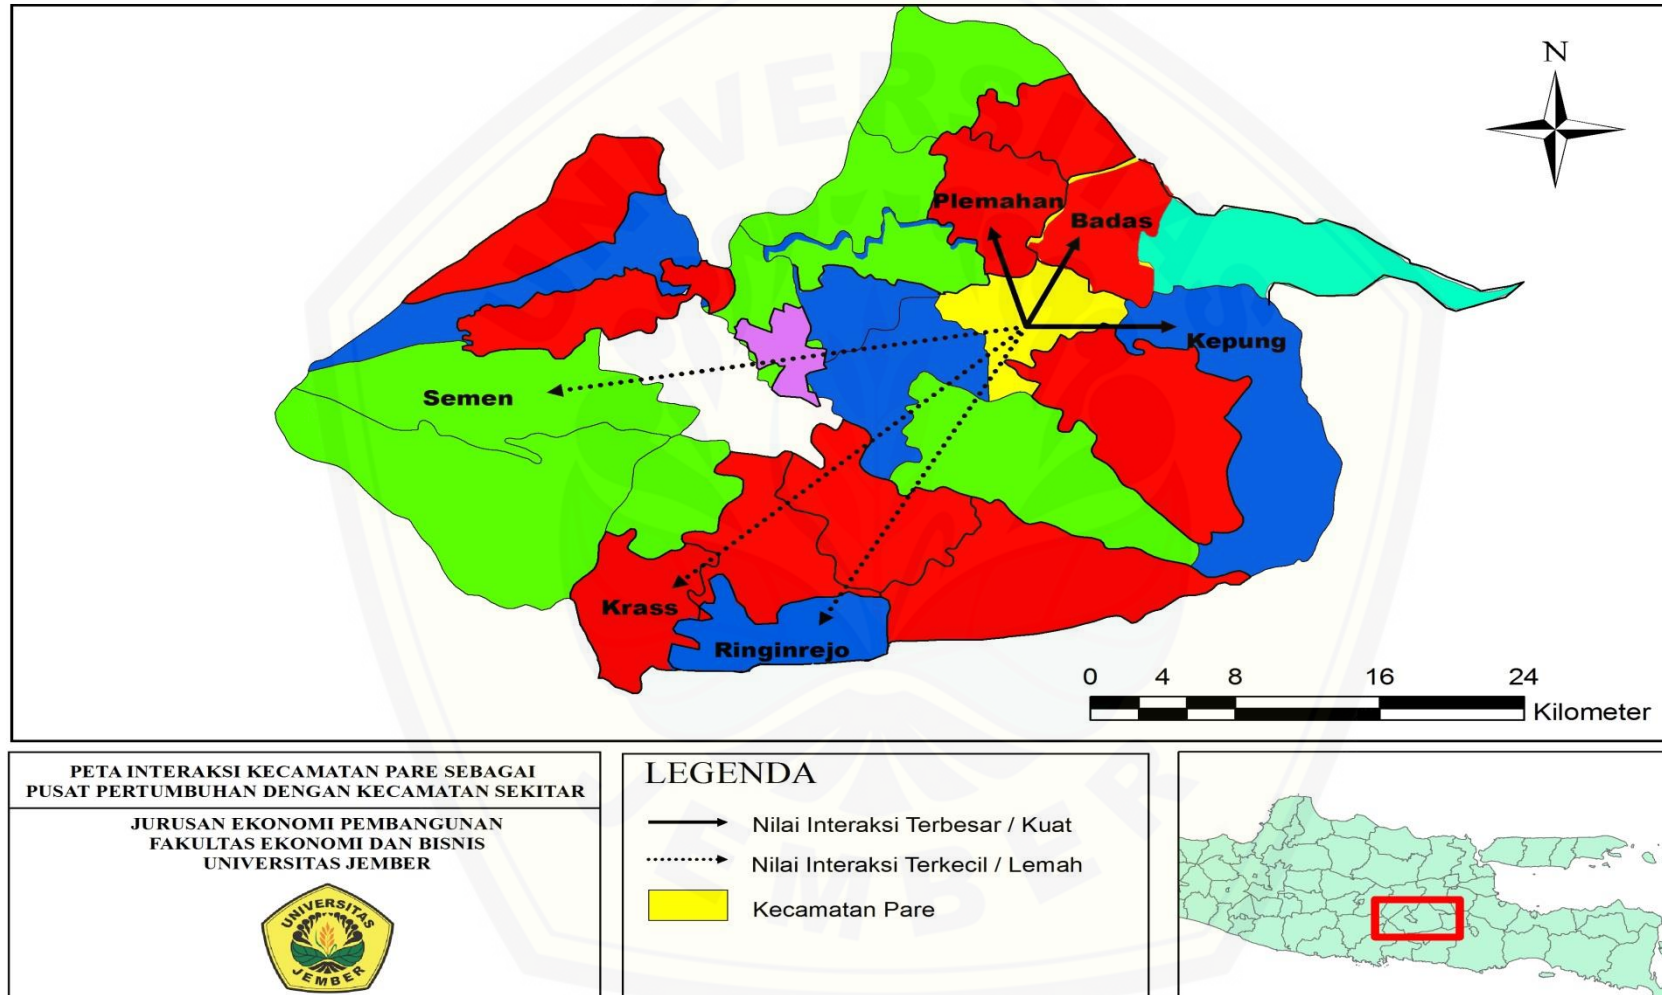 N
Plemahan
Badas
Kepung
Semen
Krass
Ringinrejo
0 4 8 16 24
Kilometer
PETA INTERAKSI KECAMATAN PARE SEBAGAI
PUSAT PERTUMBUHAN DENGAN KECAMATAN SEKITAR
JURUSAN EKONOMI PEMBANGUNAN
FAKULTAS EKONOMI DAN BISNIS
UNIVERSITAS JEMBER
UNIVERSITAS
JEMBER
LEGENDA
Nilai Interaksi Terbesar / Kuat
Nilai Interaksi Terkecil / Lemah
Kecamatan Pare
UNIVERSITAS
JEMBER